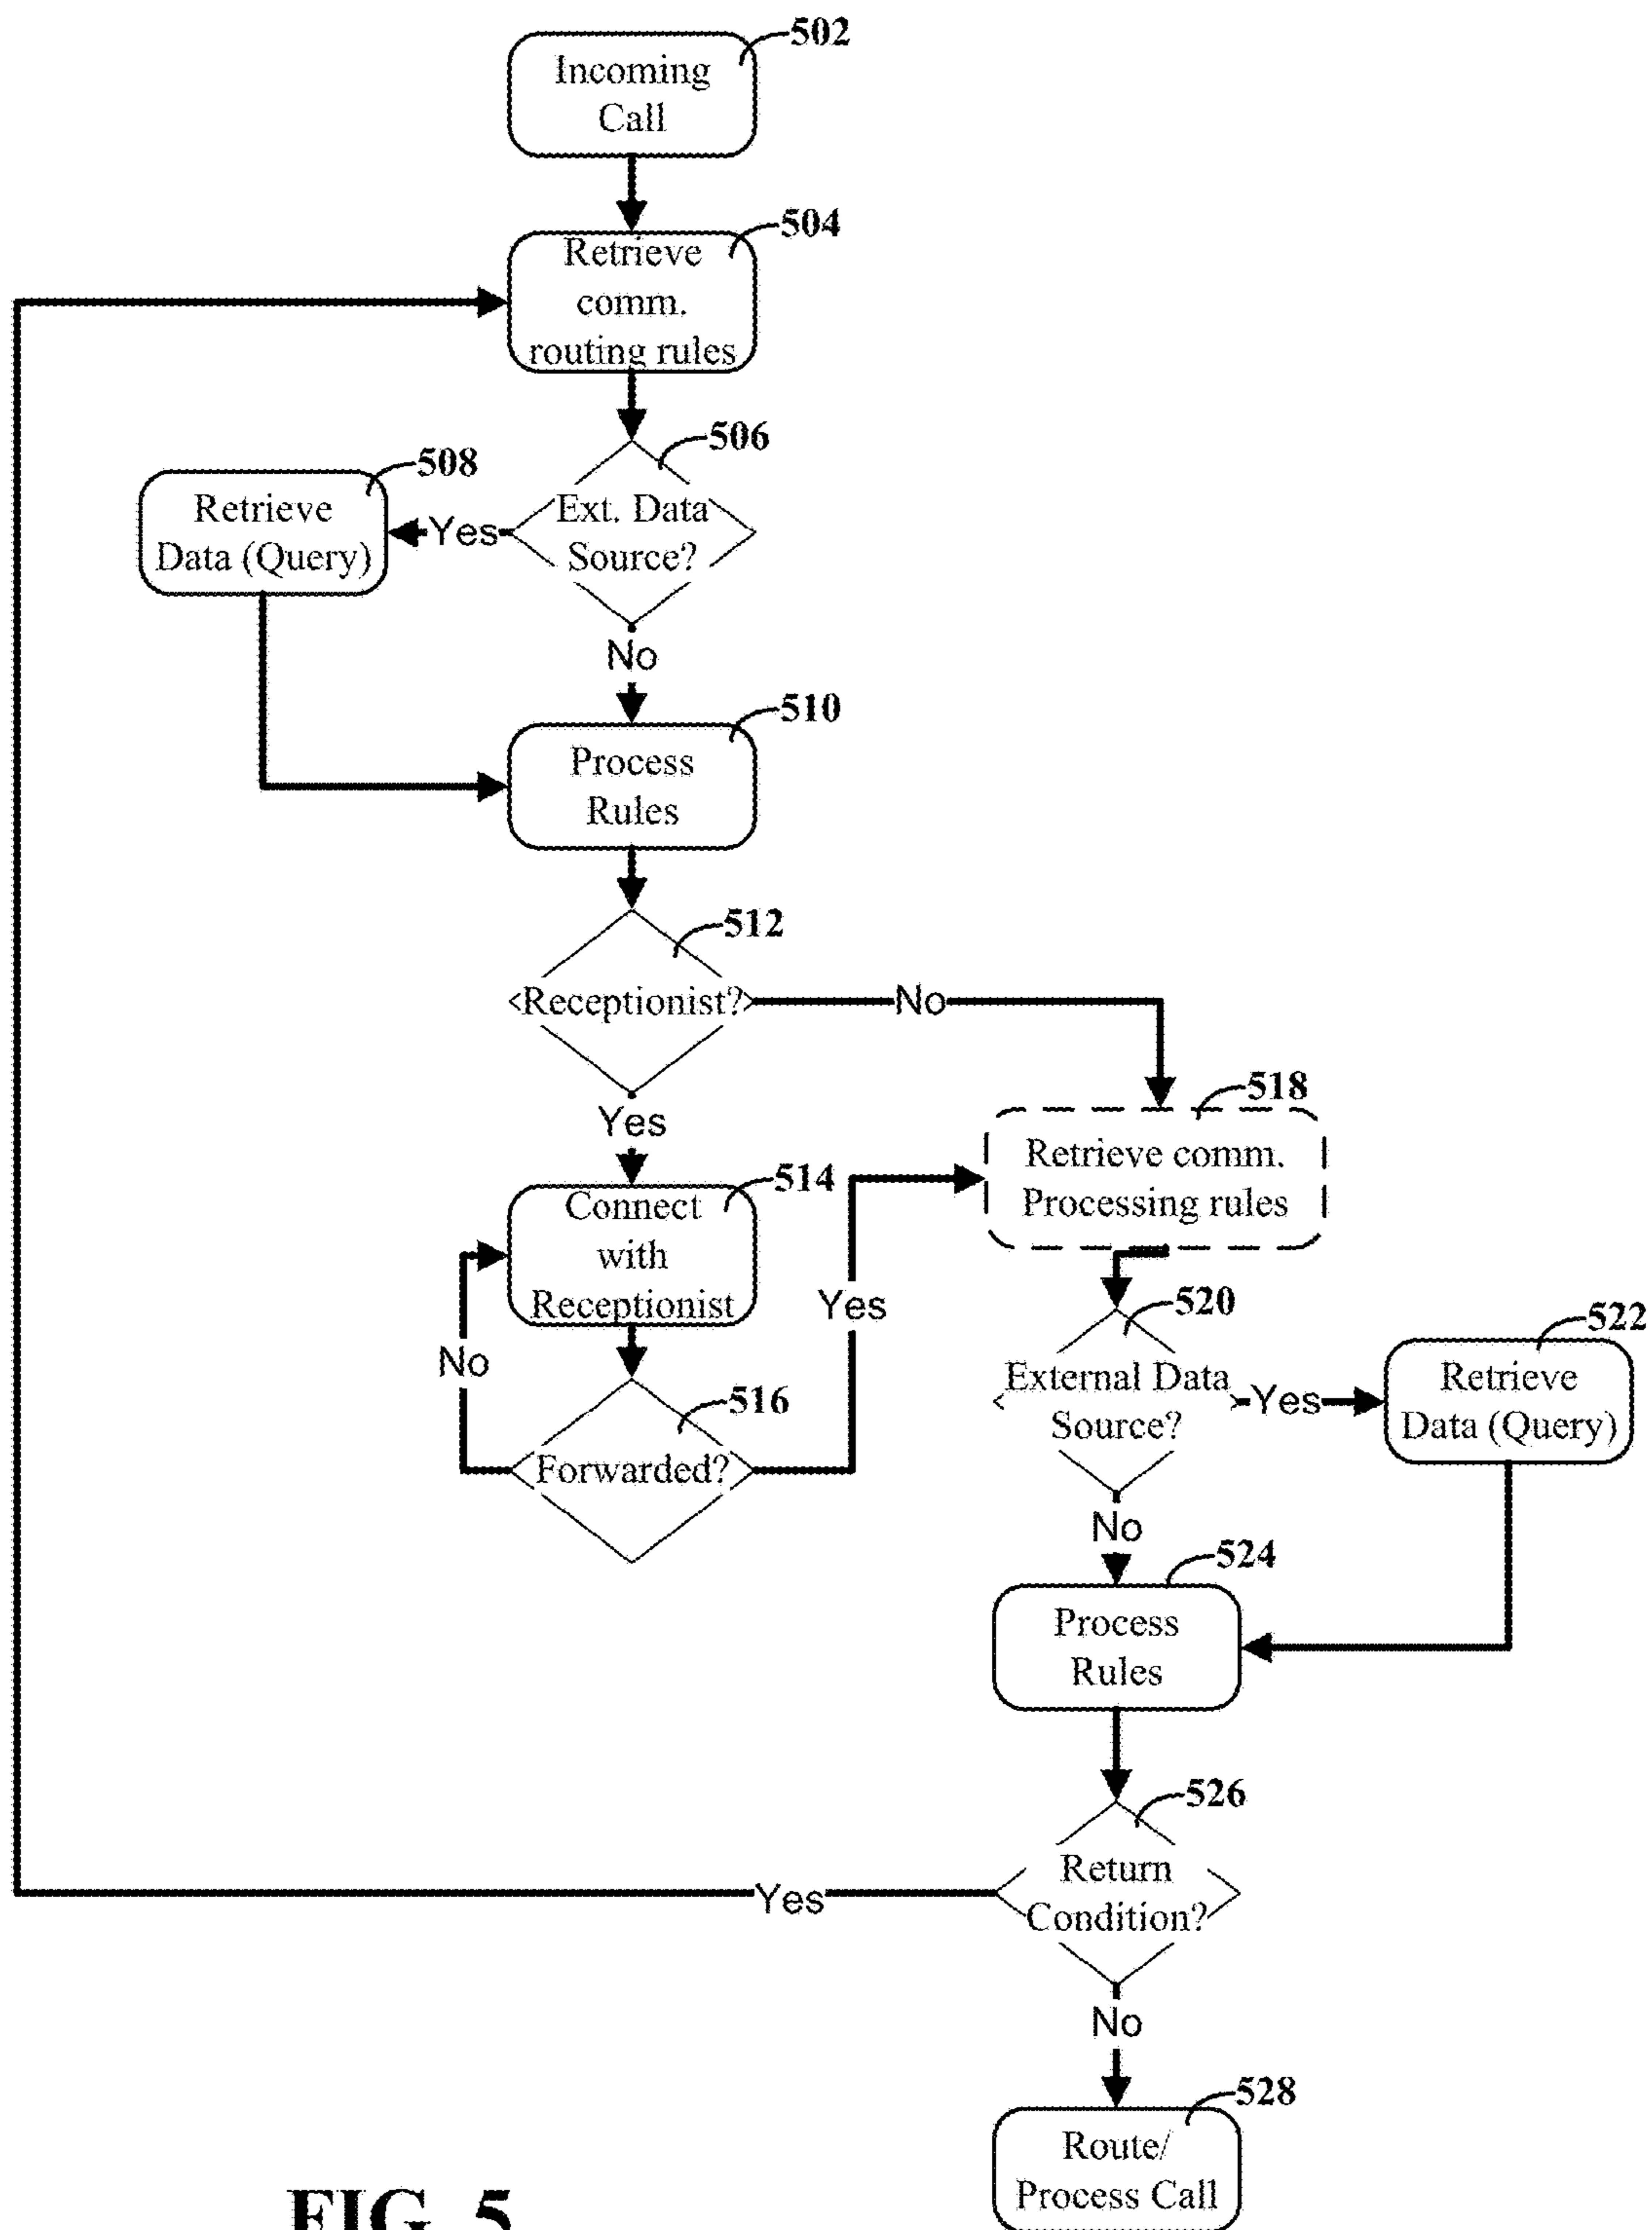 502
Incoming
Call
504
Retrieve
comm.
routing rules
506
Ext. Data
Source?
Yes
508
Retrieve
Data (Query)
No
510
Process
Rules
512
Receptionist?
No
Yes
514
Connect
with
Receptionist
516
Forwarded?
No
Yes
518
Retrieve comm.
Processing rules
520
External Data
Source?
Yes
522
Retrieve
Data (Query)
No
524
Process
Rules
526
Return
Condition?
Yes
No
528
Route/
Process Call
FIG. 5